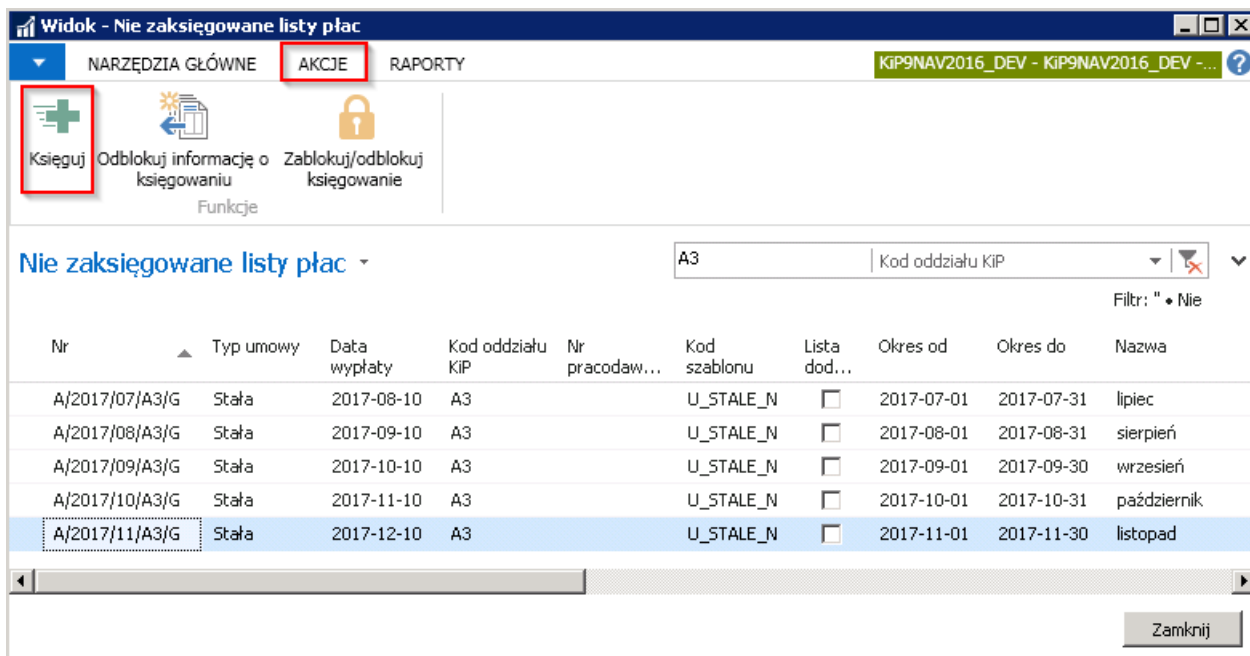 Widok - Nie zaksięgowane listy płac
NARZĘDZIA GŁÓWNE AKCJE RAPORTY KiP9NAV2016_DEV - KiP9NAV2016_DEV -... ?
Księguj Odblokuj informację o księgowaniu Zablokuj/odblokuj księgowanie
Funkcje
Nie zaksięgowane listy płac A3 Kod oddziału KiP
Filtr: '' • Nie
Nr Typ umowy Data wypłaty Kod oddziału KiP Nr pracodaw... Kod szablonu Lista dod... Okres od Okres do Nazwa
A/2017/07/A3/G Stała 2017-08-10 A3 U_STALE_N 2017-07-01 2017-07-31 lipiec
A/2017/08/A3/G Stała 2017-09-10 A3 U_STALE_N 2017-08-01 2017-08-31 sierpień
A/2017/09/A3/G Stała 2017-10-10 A3 U_STALE_N 2017-09-01 2017-09-30 wrzesień
A/2017/10/A3/G Stała 2017-11-10 A3 U_STALE_N 2017-10-01 2017-10-31 październik
A/2017/11/A3/G Stała 2017-12-10 A3 U_STALE_N 2017-11-01 2017-11-30 listopad
Zamknij